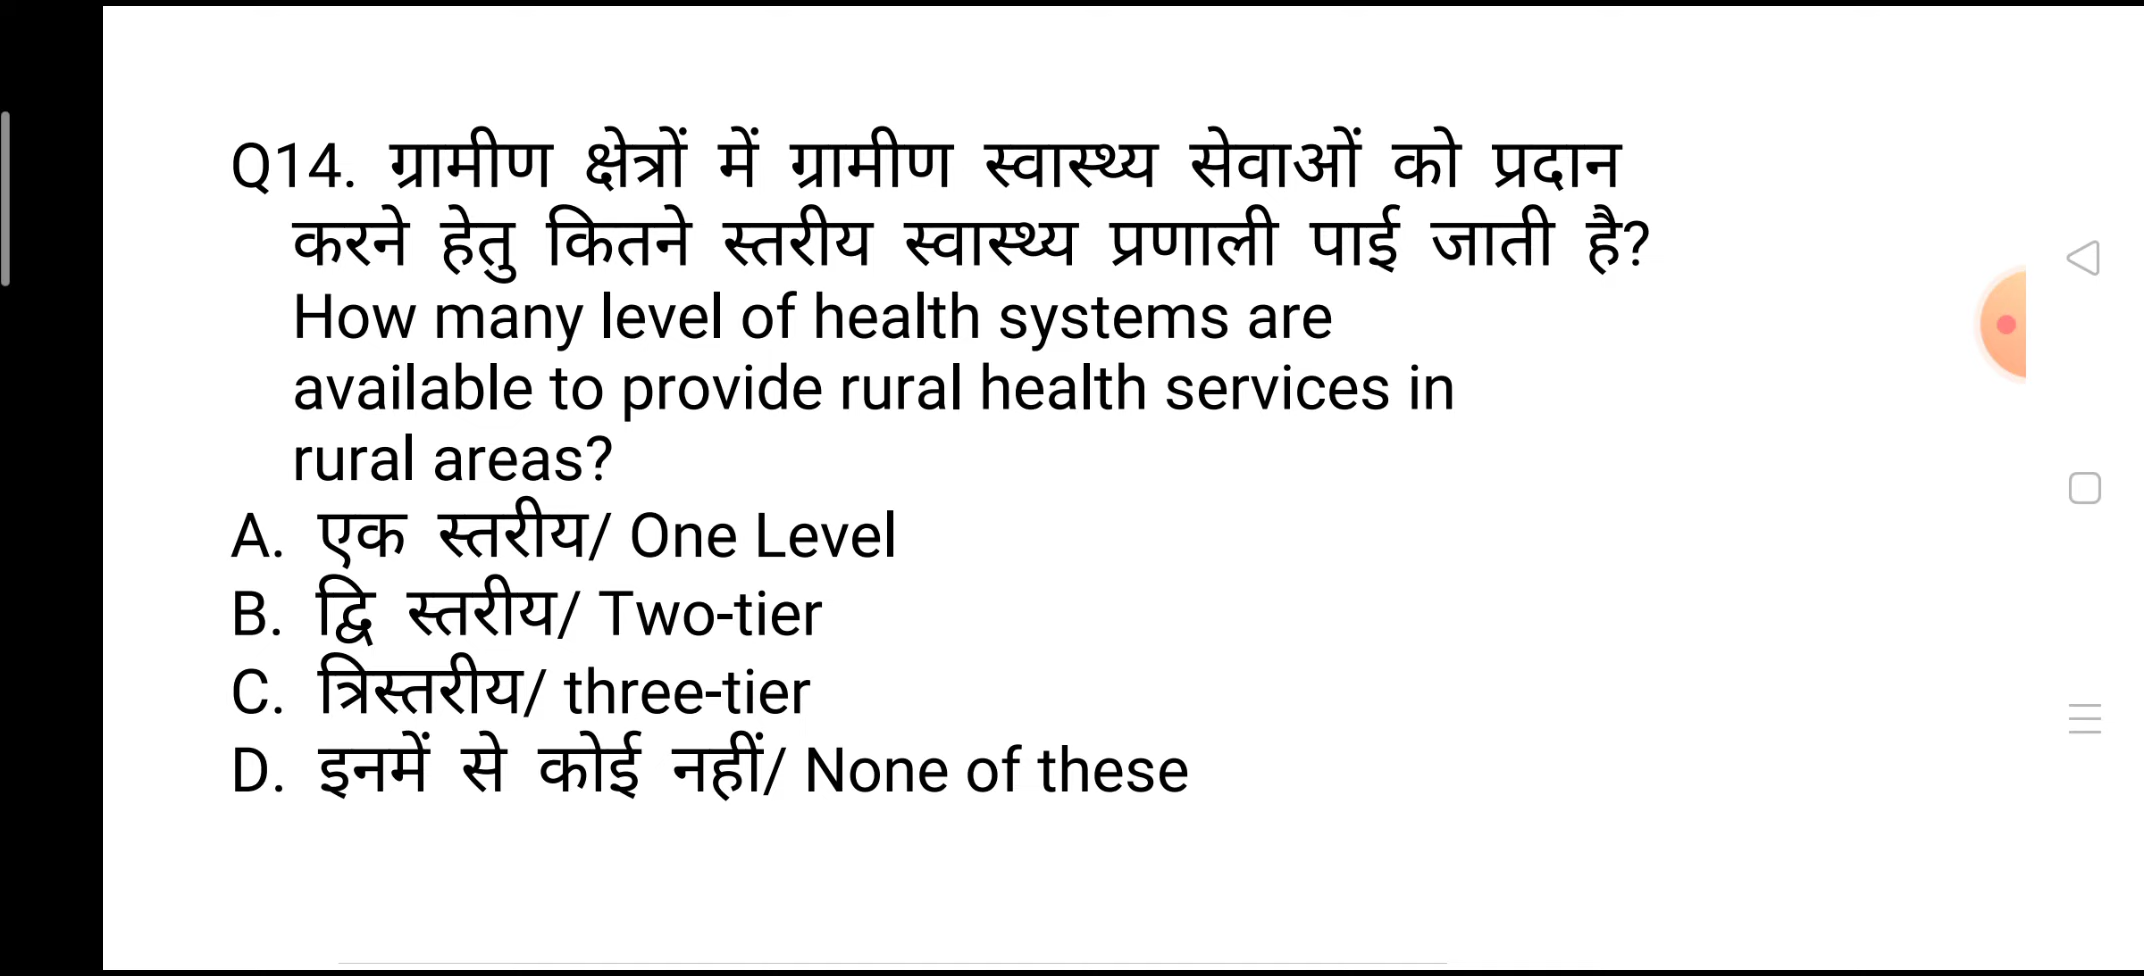 Q14. ग्रामीण क्षेत्रों में ग्रामीण स्वास्थ्य सेवाओं को प्रदान
करने हेतु कितने स्तरीय स्वास्थ्य प्रणाली पाई जाती है?
How many level of health systems are
available to provide rural health services in
rural areas?
A. एक स्तरीय/ One Level
B. द्वि स्तरीय/ Two-tier
C. त्रिस्तरीय/ three-tier
D. इनमें से कोई नहीं/ None of these